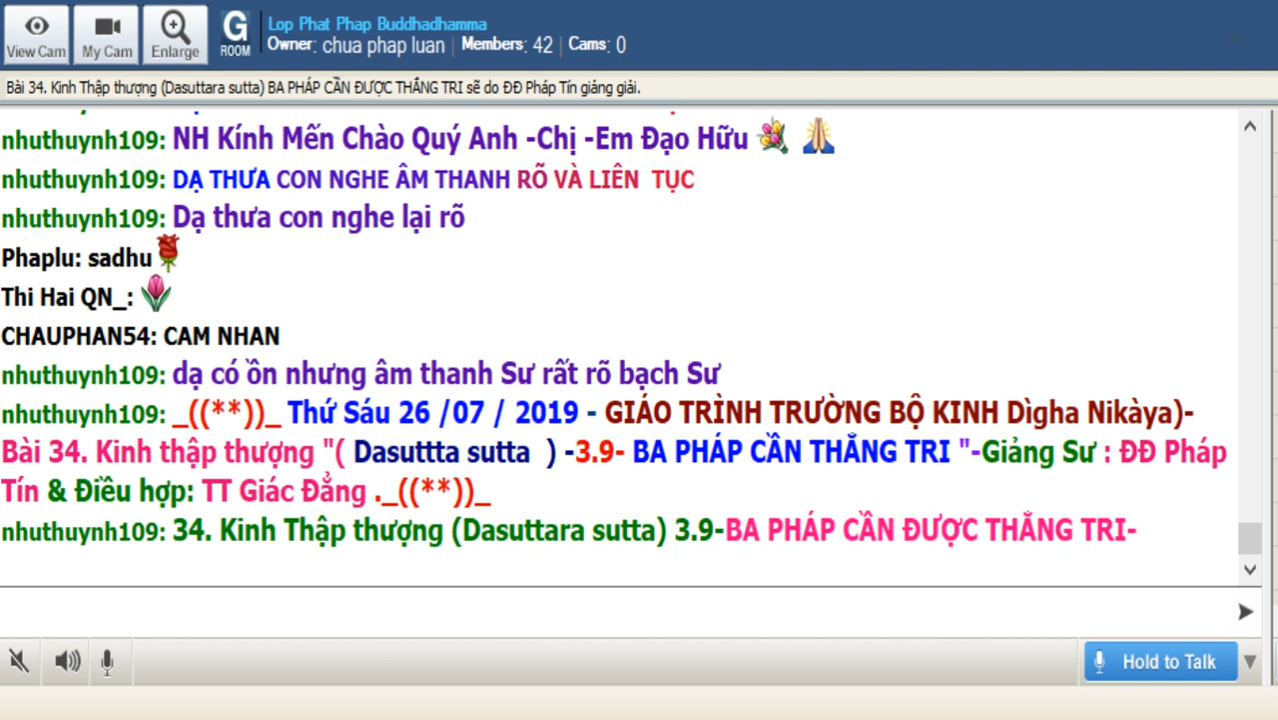 View Cam
My Cam
Enlarge
G
ROOM
Lop Phat Phap Buddhadhamma
Owner: chua phap luan | Members: 42 | Cams: 0
Bài 34. Kinh Thập thượng (Dasuttara sutta) BA PHÁP CẦN ĐƯỢC THẮNG TRI sẽ do ĐĐ Pháp Tín giảng giải.
nhuthuynh109: NH Kính Mến Chào Quý Anh -Chị -Em Đạo Hữu
nhuthuynh109: DẠ THƯA CON NGHE ÂM THANH RÕ VÀ LIÊN TỤC
nhuthuynh109: Dạ thưa con nghe lại rõ
Phaplu: sadhu
Thi Hai QN_:
CHAUPHAN54: CAM NHAN
nhuthuynh109: dạ có ồn nhưng âm thanh Sư rất rõ bạch Sư
nhuthuynh109: _((**))_ Thứ Sáu 26 /07 / 2019 - GIÁO TRÌNH TRƯỜNG BỘ KINH Dìgha Nikàya)-
Bài 34. Kinh thập thượng "( Dasuttta sutta ) -3.9- BA PHÁP CẦN THẮNG TRI "-Giảng Sư : ĐĐ Pháp
Tín & Điều hợp: TT Giác Đẳng ._((**))_
nhuthuynh109: 34. Kinh Thập thượng (Dasuttara sutta) 3.9-BA PHÁP CẦN ĐƯỢC THẮNG TRI-
Hold to Talk